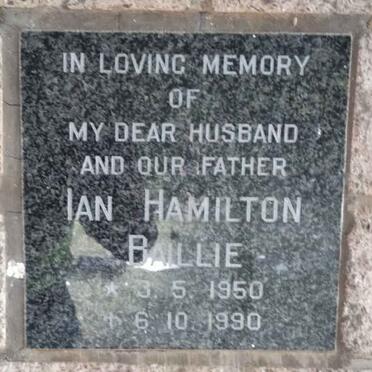 IN LOVING MEMORY
OF
MY DEAR HUSBAND
AND OUR FATHER
IAN HAMILTON
BAILLIE
* 3. 5. 1950
† 6. 10. 1990